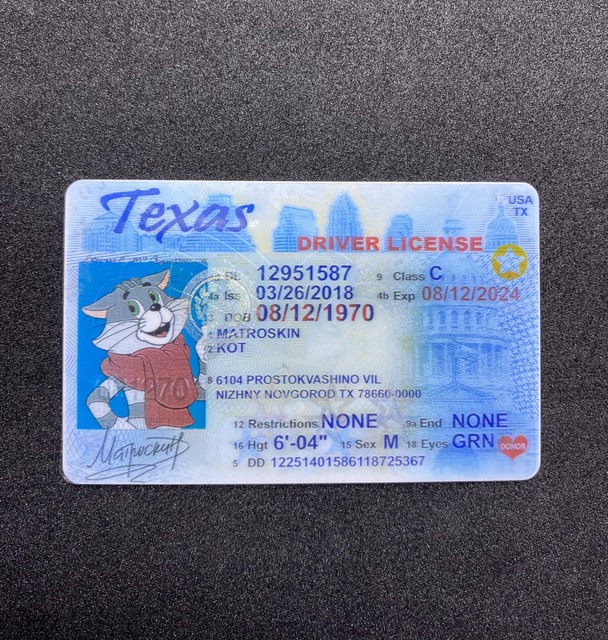 Texas
USA
TX
DRIVER LICENSE
DL 12951587 9 Class C
4a Iss 03/26/2018 4b Exp 08/12/2024
3 DOB 08/12/1970
1 MATROSKIN
2 KOT
8 6104 PROSTOKVASHINO VIL
NIZHNY NOVGOROD TX 78660-0000
12 Restrictions NONE 9a End NONE
16 Hgt 6'-04" 15 Sex M 18 Eyes GRN
DONOR
5 DD 12251401586118725367
Матроскин